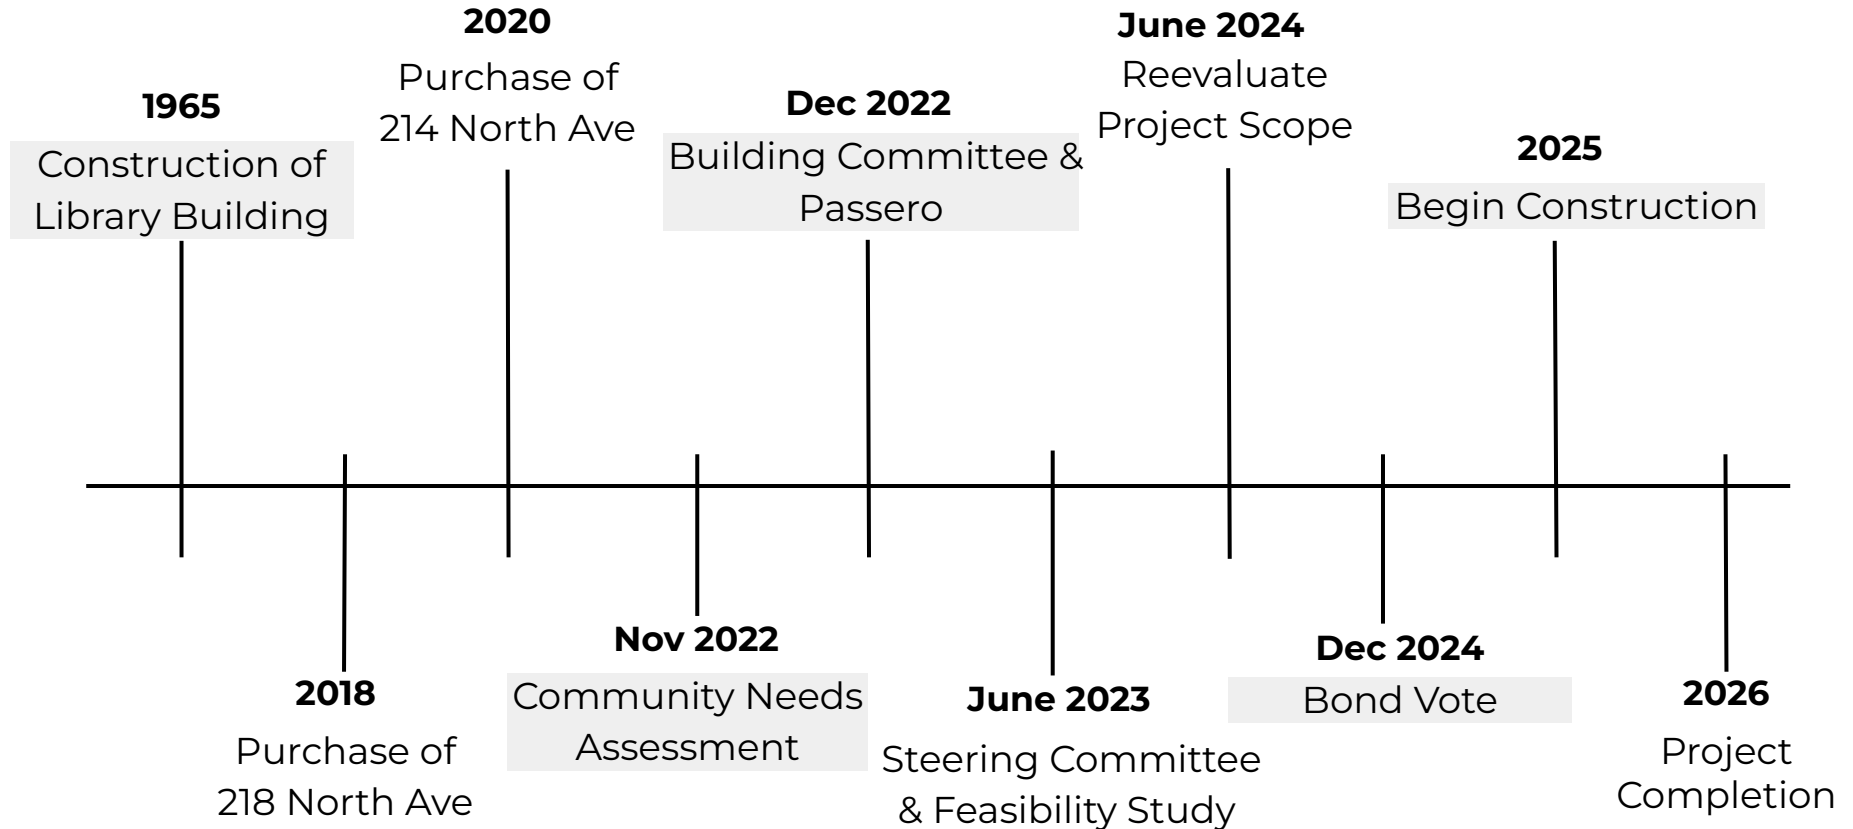 1965
Construction of
Library Building
2018
Purchase of
218 North Ave
2020
Purchase of
214 North Ave
Nov 2022
Community Needs
Assessment
Dec 2022
Building Committee &
Passero
June 2023
Steering Committee
& Feasibility Study
June 2024
Reevaluate
Project Scope
Dec 2024
Bond Vote
2025
Begin Construction
2026
Project
Completion